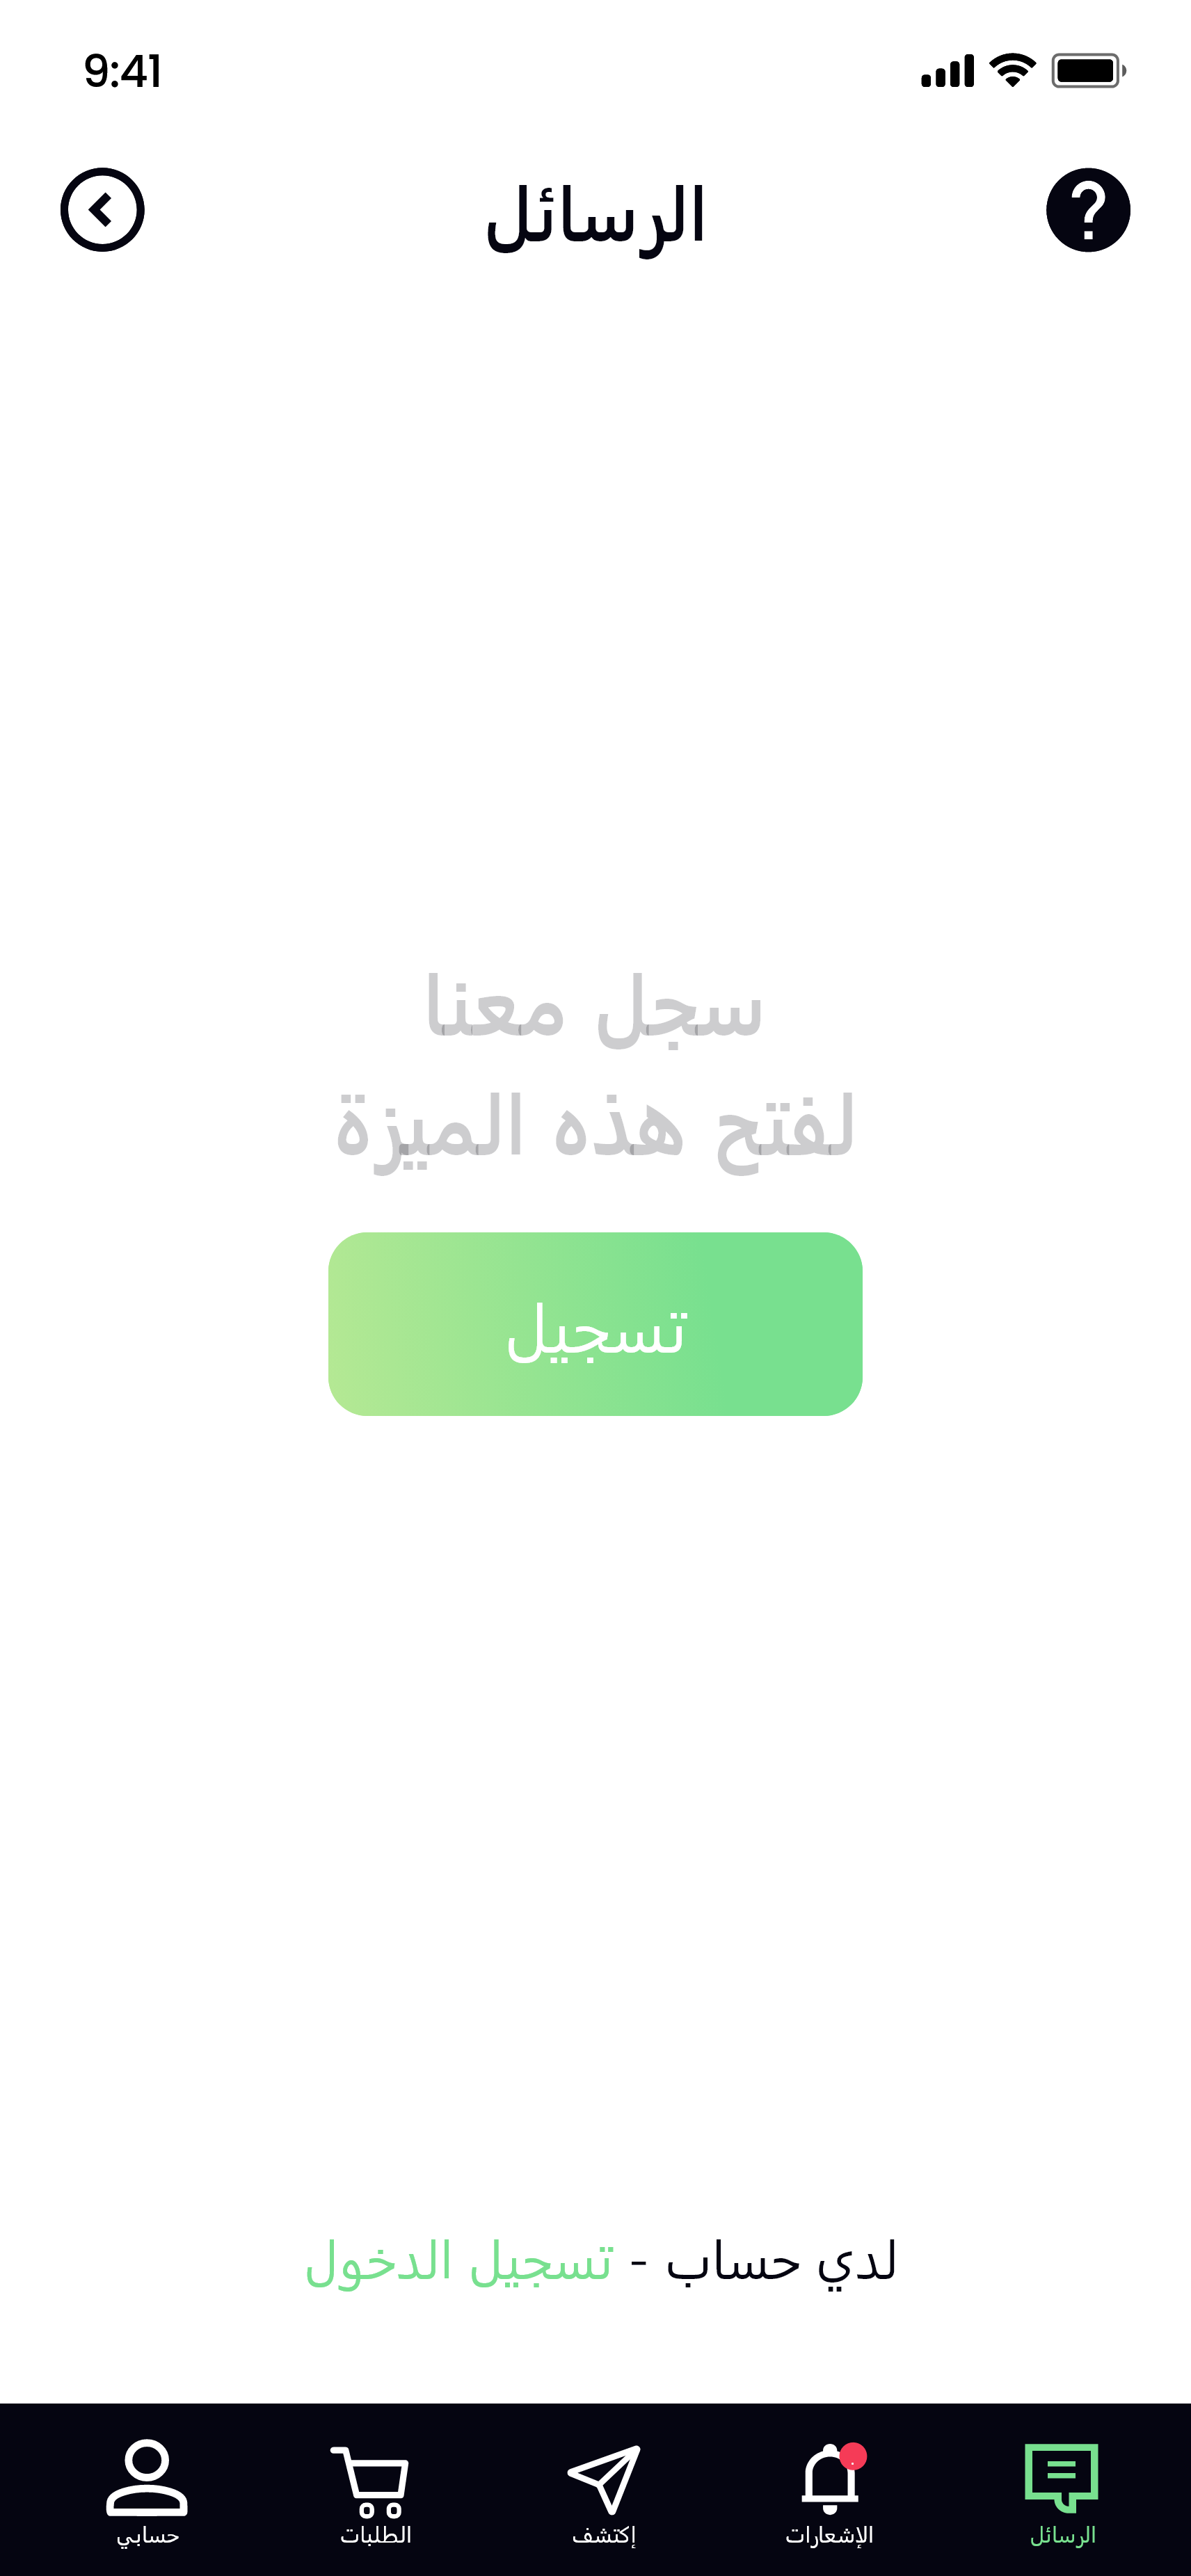 9:41
الرسائل
سجل معنا
لفتح هذه الميزة
تسجيل
لدي حساب - تسجيل الدخول
الرسائل
الإشعارات
إكتشف
الطلبات
حسابي